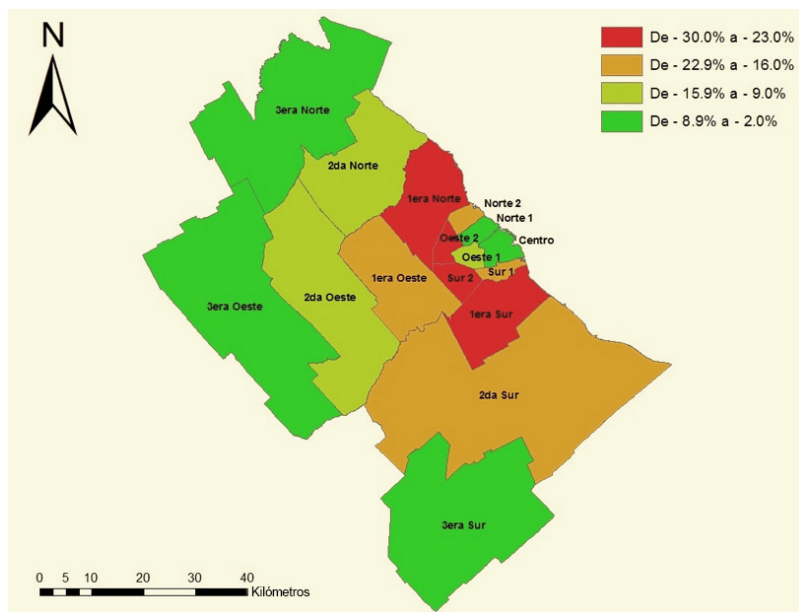 N
De - 30.0% a - 23.0%
De - 22.9% a - 16.0%
De - 15.9% a - 9.0%
De - 8.9% a - 2.0%
3era Norte
2da Norte
1era Norte
Norte 2
Norte 1
Centro
Oeste 2
Oeste 1
Sur 1
Sur 2
1era Oeste
2da Oeste
3era Oeste
1era Sur
2da Sur
3era Sur
0 5 10 20 30 40
Kilómetros